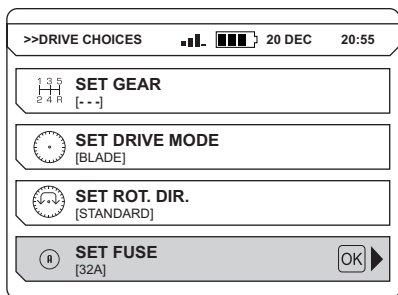 >>DRIVE CHOICES 20 DEC 20:55
1 3 5
2 4 R
SET GEAR
[- - -]
SET DRIVE MODE
[BLADE]
SET ROT. DIR.
[STANDARD]
A
SET FUSE
[32A]
OK